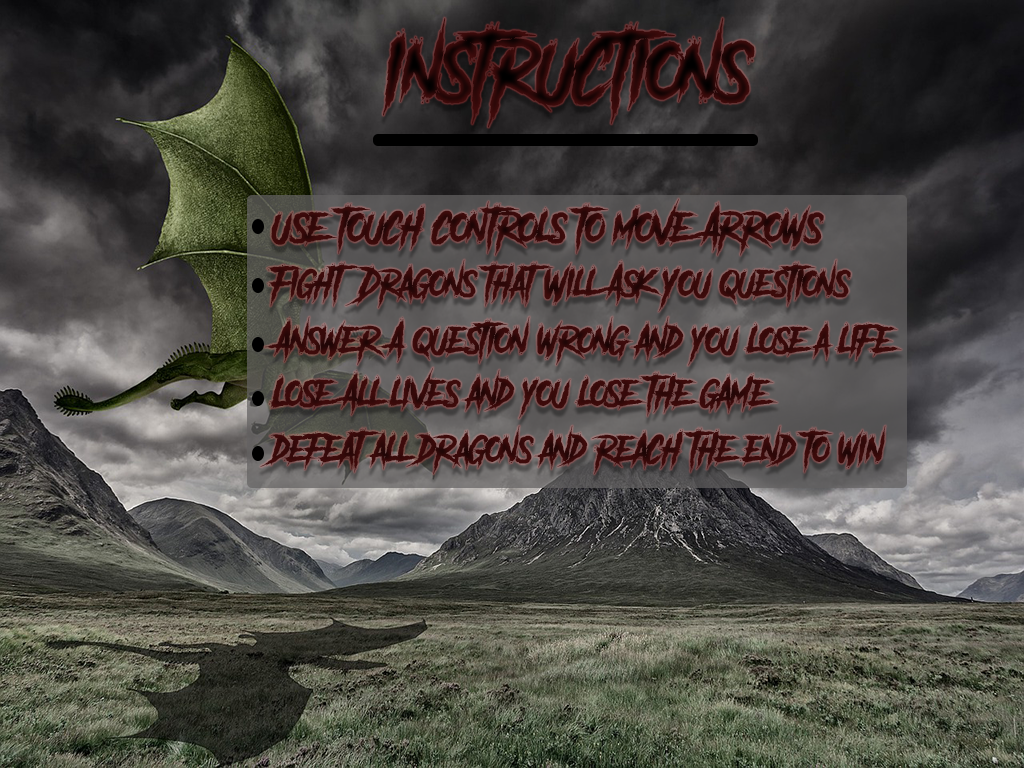 INSTRUCTIONS
• USE TOUCH CONTROLS TO MOVE ARROWS
• FIGHT DRAGONS THAT WILL ASK YOU QUESTIONS
• ANSWER A QUESTION WRONG AND YOU LOSE A LIFE
• LOSE ALL LIVES AND YOU LOSE THE GAME
• DEFEAT ALL DRAGONS AND REACH THE END TO WIN